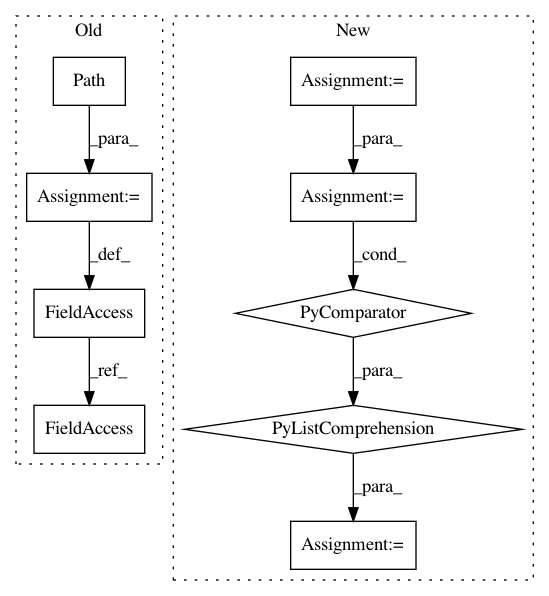 Old
Path
_para_
Assignment:=
_def_
FieldAccess
_ref_
FieldAccess
New
Assignment:=
_para_
Assignment:=
_cond_
PyComparator
_para_
PyListComprehension
_para_
Assignment:=